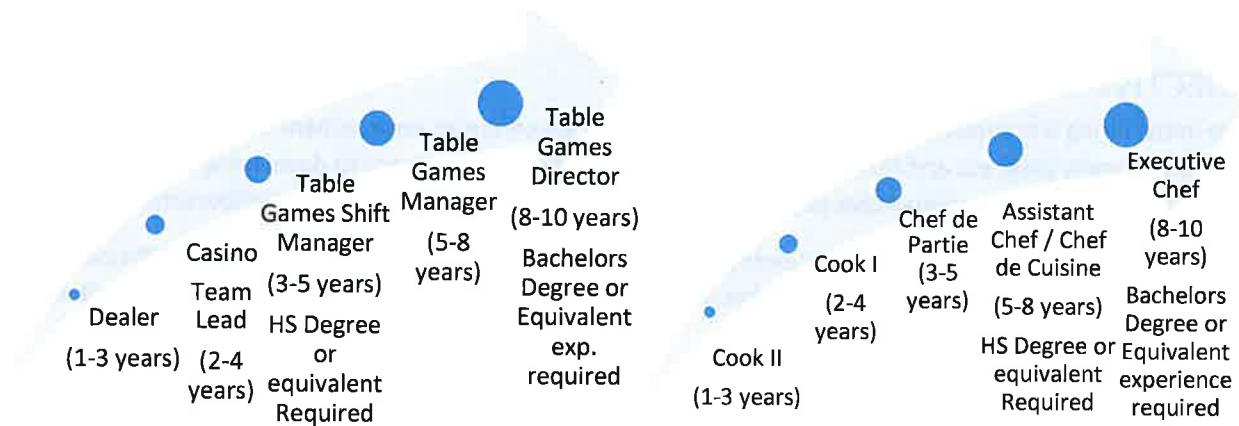 Dealer
(1-3 years)
Casino
Team
Lead
(2-4
years)
Table
Games Shift
Manager
(3-5 years)
HS Degree
or
equivalent
Required
Table
Games
Manager
(5-8
years)
Table
Games
Director
(8-10 years)
Bachelors
Degree or
Equivalent
exp.
required
Cook II
(1-3 years)
Cook I
(2-4
years)
Chef de
Partie
(3-5
years)
Assistant
Chef / Chef
de Cuisine
(5-8 years)
HS Degree or
equivalent
Required
Executive
Chef
(8-10
years)
Bachelors
Degree or
Equivalent
experience
required